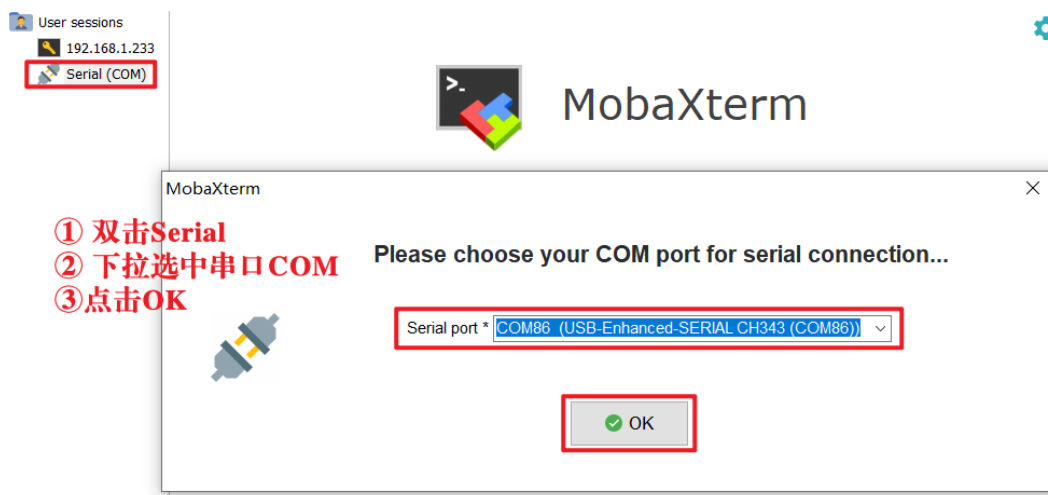 User sessions
192.168.1.233
Serial (COM)
>_
MobaXterm
MobaXterm
① 双击Serial
② 下拉选中串口COM
③点击OK
Please choose your COM port for serial connection...
Serial port * COM86 (USB-Enhanced-SERIAL CH343 (COM86))
OK